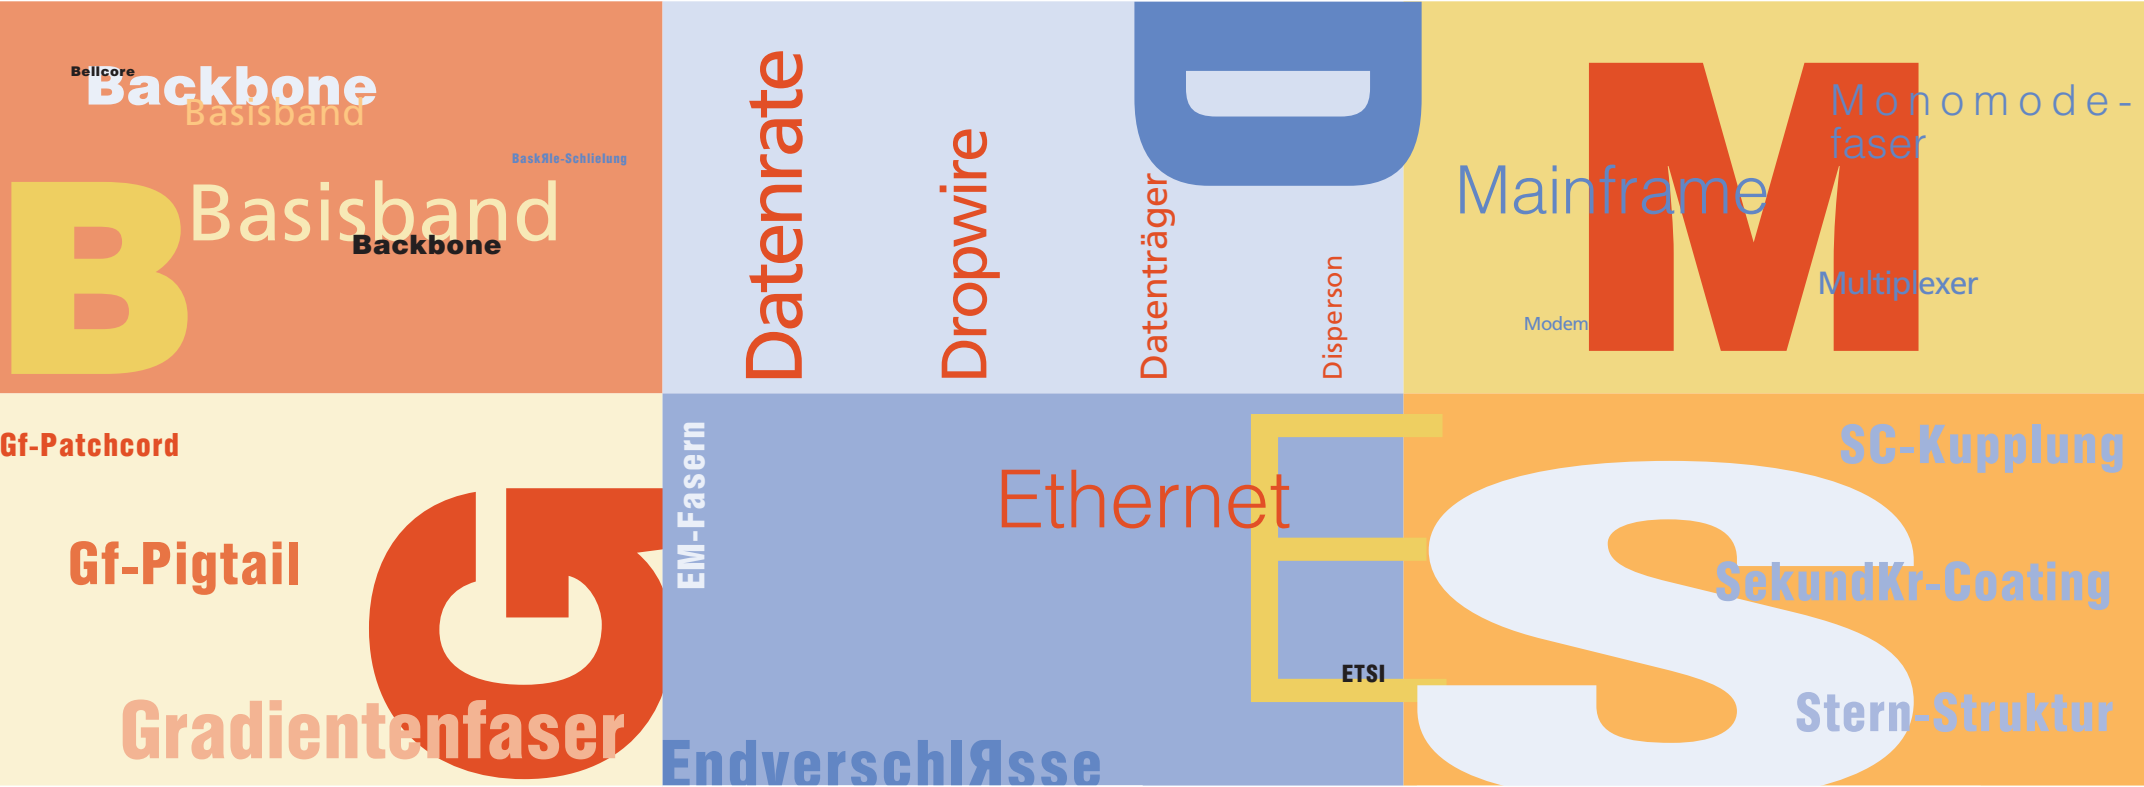 Bellcore
Backbone
Basisband
BaskЯle-Schlielung
B
Basisband
Backbone
Datenrate
Dropwire
Datenträger
Disperson
D
M
Monomode-
faser
Mainframe
Multiplexer
Modem
Gf-Patchcord
Gf-Pigtail
G
Gradientenfaser
EM-Fasern
Ethernet
E
ETSI
EndverschlЯsse
SC-Kupplung
S
SekundKr-Coating
Stern-Struktur